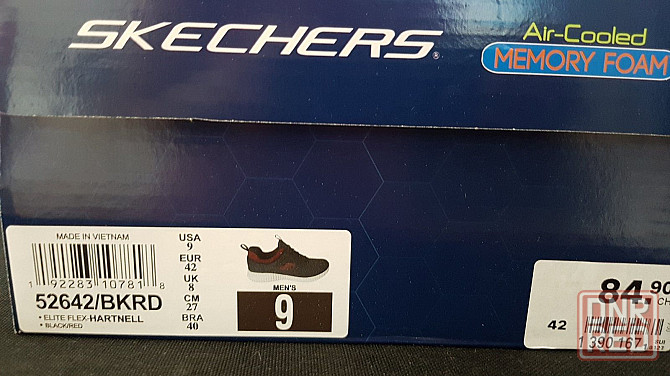 SKECHERS®
Air-Cooled
MEMORY FOAM
MADE IN VIETNAM
1 92283 10781 8
52642/BKRD
• ELITE FLEX-HARTNELL
• BLACK/RED
USA
9
EUR
42
UK
8
CM
27
BRA
40
MEN'S
9
84.90
CH
42
1 390 167
DNR